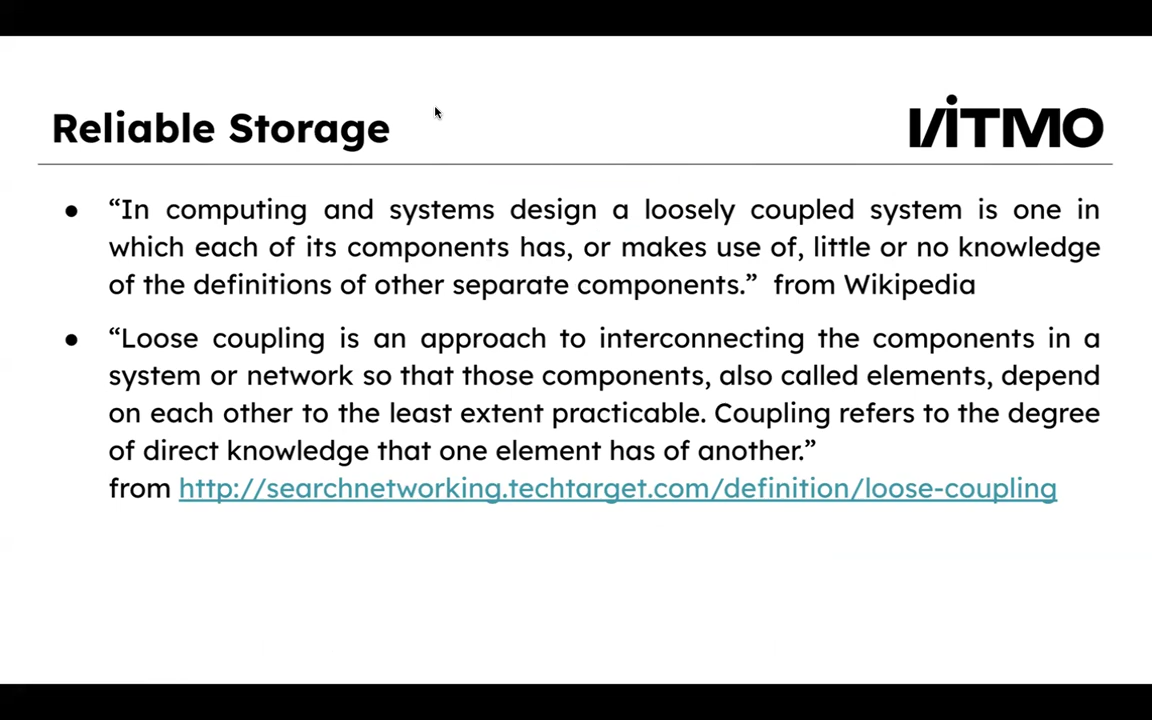 Reliable Storage
ITMO
● “In computing and systems design a loosely coupled system is one in
which each of its components has, or makes use of, little or no knowledge
of the definitions of other separate components.” from Wikipedia
● “Loose coupling is an approach to interconnecting the components in a
system or network so that those components, also called elements, depend
on each other to the least extent practicable. Coupling refers to the degree
of direct knowledge that one element has of another.”
from http://searchnetworking.techtarget.com/definition/loose-coupling